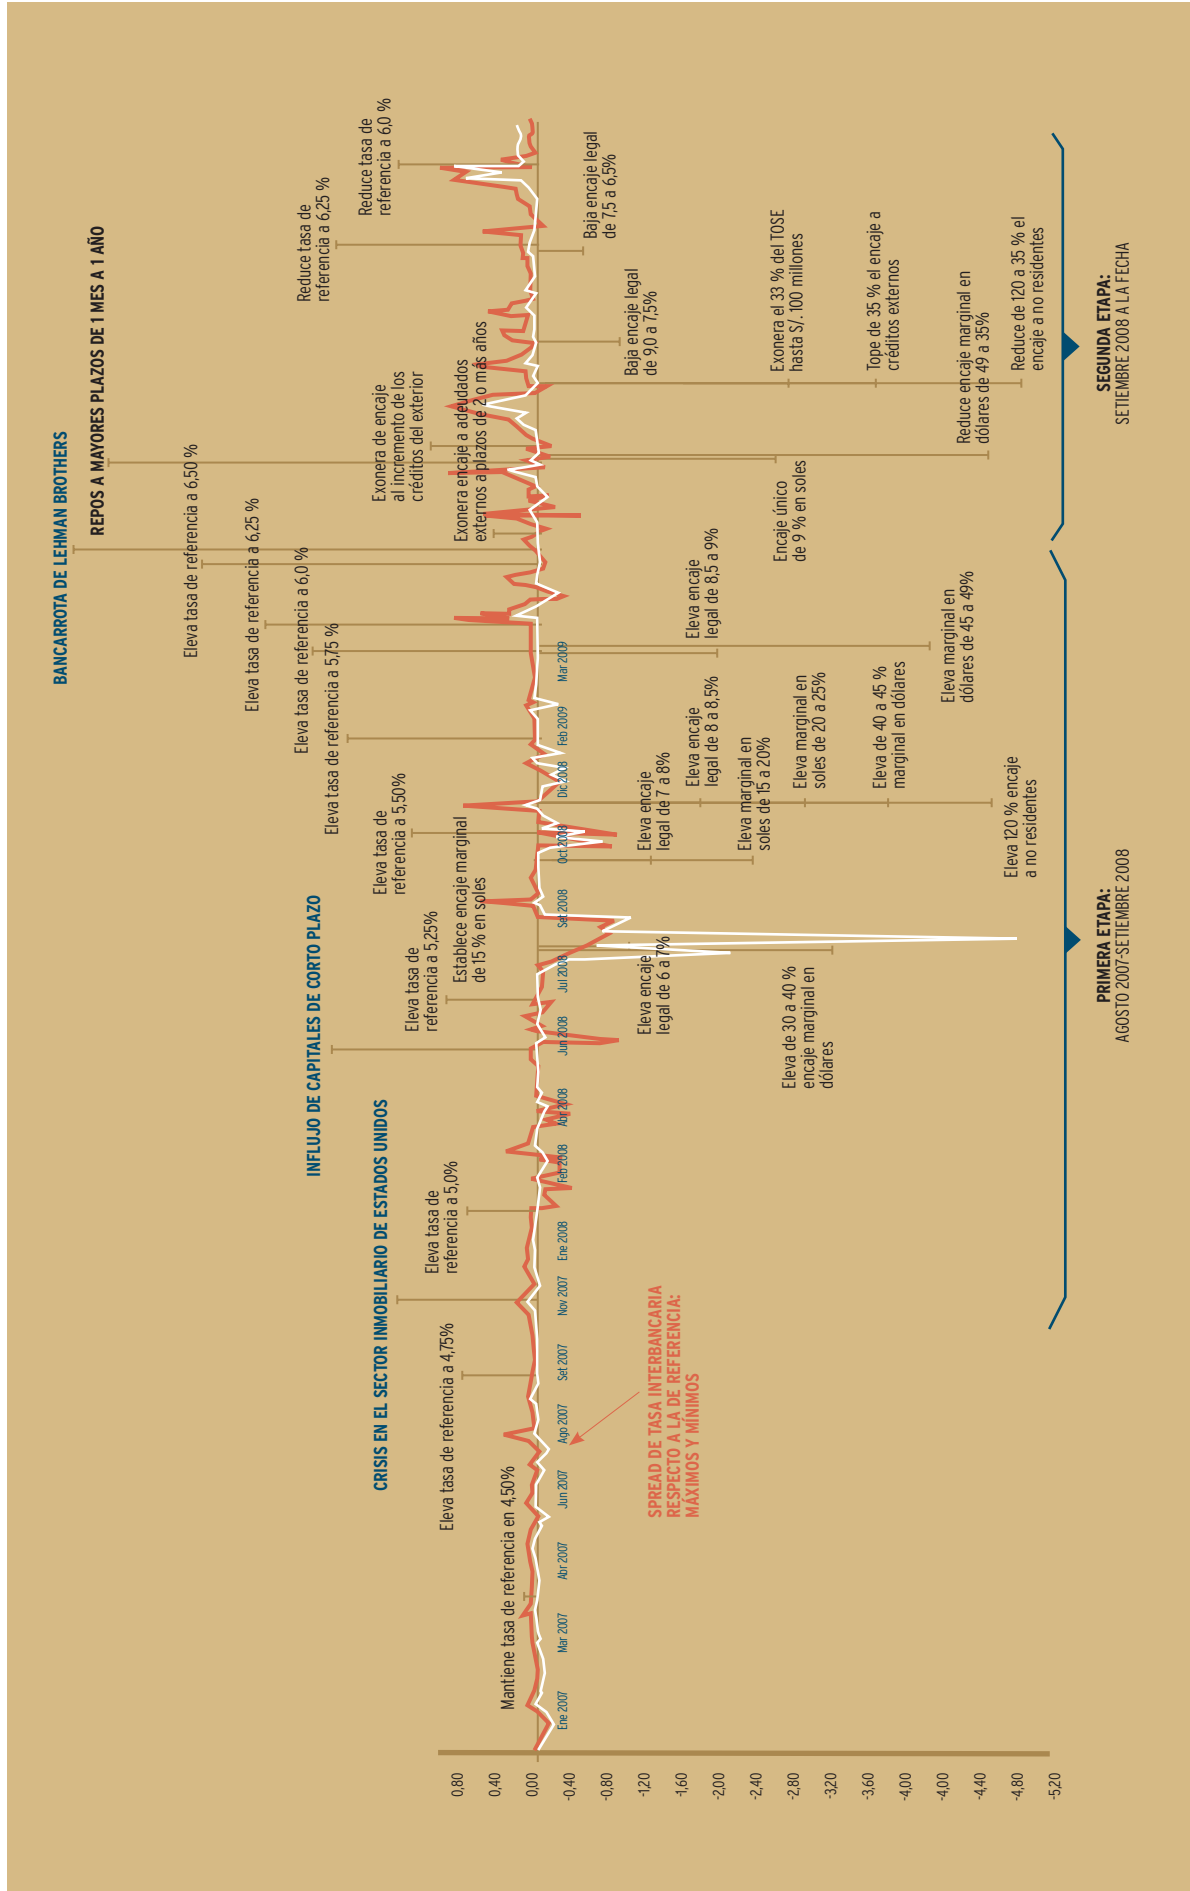 BANCARROTA DE LEHMAN BROTHERS
REPOS A MAYORES PLAZOS DE 1 MES A 1 AÑO
Eleva tasa de referencia a 6,50 %
Eleva tasa de referencia a 6,25 %
Eleva tasa de referencia a 6,0 %
Eleva tasa de referencia a 5,75 %
Reduce tasa de
referencia a 6,25 %
Reduce tasa de
referencia a 6,0 %
INFLUJO DE CAPITALES DE CORTO PLAZO
CRISIS EN EL SECTOR INMOBILIARIO DE ESTADOS UNIDOS
Eleva tasa de
referencia a 5,50%
Exonera de encaje
al incremento de los
créditos del exterior
Eleva tasa de
referencia a 5,25%
Eleva tasa de
referencia a 5,0%
Eleva tasa de referencia a 4,75%
Establece encaje marginal
de 15 % en soles
Exonera encaje a adeudados
externos a plazos de 2 o más años
Mantiene tasa de referencia en 4,50%
0,80
0,40
0,00
-0,40
-0,80
-1,20
-1,60
-2,00
-2,40
-2,80
-3,20
-3,60
-4,00
-4,00
-4,40
-4,80
-5,20
Ene 2007
Mar 2007
Abr 2007
Jun 2007
Ago 2007
Set 2007
Nov 2007
Ene 2008
Feb 2008
Abr 2008
Jun 2008
Jul 2008
Set 2008
Oct 2008
Dic 2008
Feb 2009
Mar 2009
SPREAD DE TASA INTERBANCARIA
RESPECTO A LA DE REFERENCIA:
MÁXIMOS Y MÍNIMOS
Eleva encaje
legal de 6 a 7%
Eleva encaje
legal de 7 a 8%
Eleva encaje
legal de 8 a 8,5%
Eleva encaje
legal de 8,5 a 9%
Baja encaje legal
de 9,0 a 7,5%
Baja encaje legal
de 7,5 a 6,5%
Eleva marginal en
soles de 15 a 20%
Eleva de 30 a 40 %
encaje marginal en
dólares
Eleva marginal en
soles de 20 a 25%
Encaje único
de 9 % en soles
Exonera el 33 % del TOSE
hasta S/. 100 millones
Eleva de 40 a 45 %
marginal en dólares
Tope de 35 % el encaje a
créditos externos
Eleva marginal en
dólares de 45 a 49%
Reduce encaje marginal en
dólares de 49 a 35%
Eleva 120 % encaje
a no residentes
Reduce de 120 a 35 % el
encaje a no residentes
PRIMERA ETAPA:
AGOSTO 2007-SETIEMBRE 2008
SEGUNDA ETAPA:
SETIEMBRE 2008 A LA FECHA